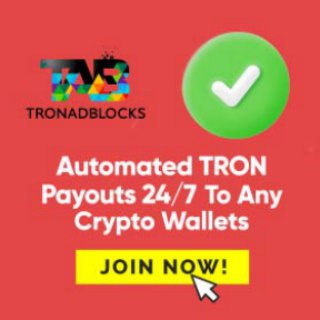 TAB
TRONADBLOCKS
Automated TRON
Payouts 24/7 To Any
Crypto Wallets
JOIN NOW!